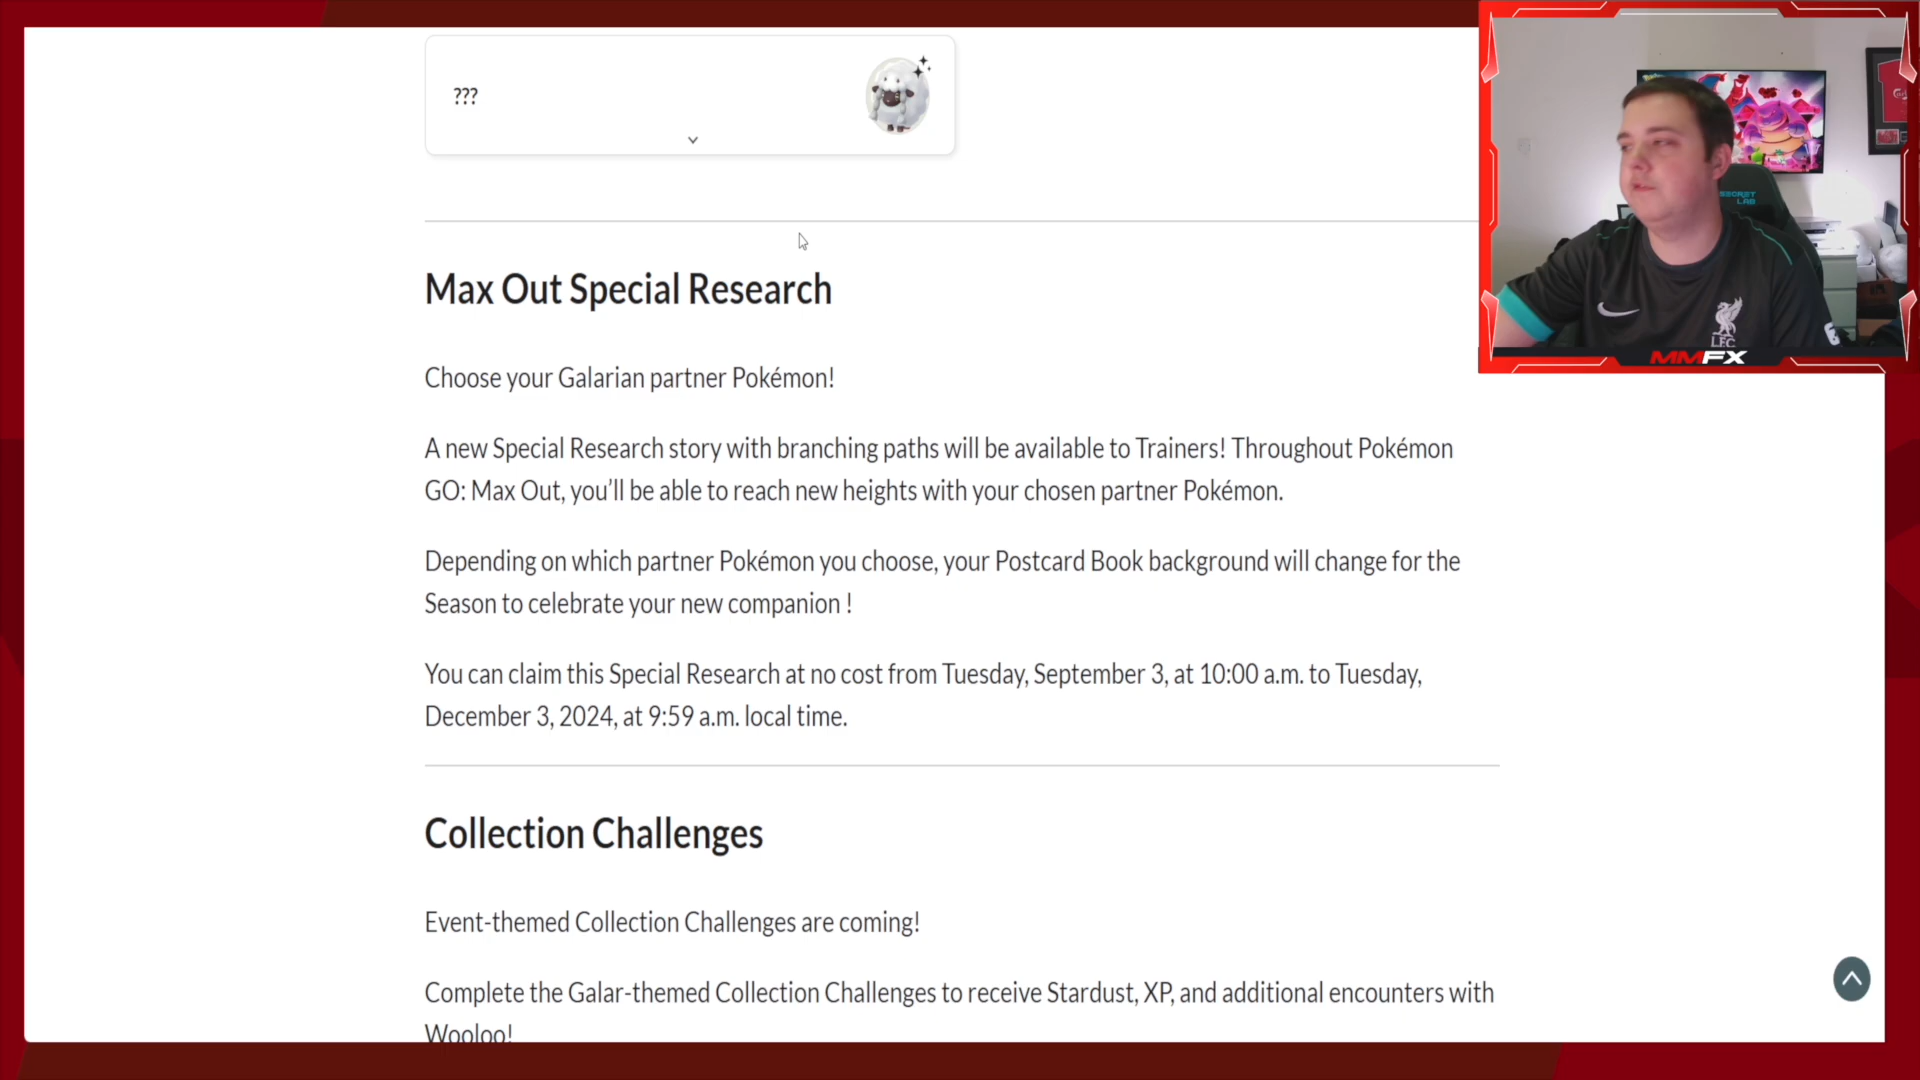 ???
Max Out Special Research
Choose your Galarian partner Pokémon!
A new Special Research story with branching paths will be available to Trainers! Throughout Pokémon
GO: Max Out, you’ll be able to reach new heights with your chosen partner Pokémon.
Depending on which partner Pokémon you choose, your Postcard Book background will change for the
Season to celebrate your new companion !
You can claim this Special Research at no cost from Tuesday, September 3, at 10:00 a.m. to Tuesday,
December 3, 2024, at 9:59 a.m. local time.
Collection Challenges
Event-themed Collection Challenges are coming!
Complete the Galar-themed Collection Challenges to receive Stardust, XP, and additional encounters with
Wooloo!
SECRET
LAB
LFC
MMFX